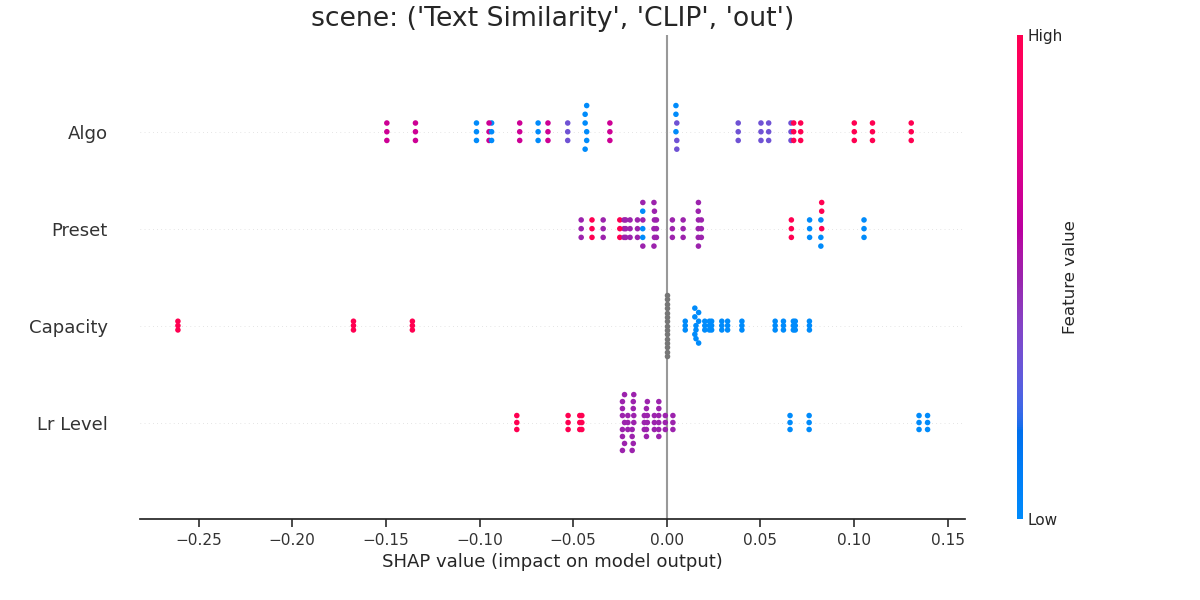 scene: ('Text Similarity', 'CLIP', 'out')
High
Algo
Preset
Capacity
Lr Level
Feature value
Low
−0.25 −0.20 −0.15 −0.10 −0.05 0.00 0.05 0.10 0.15
SHAP value (impact on model output)